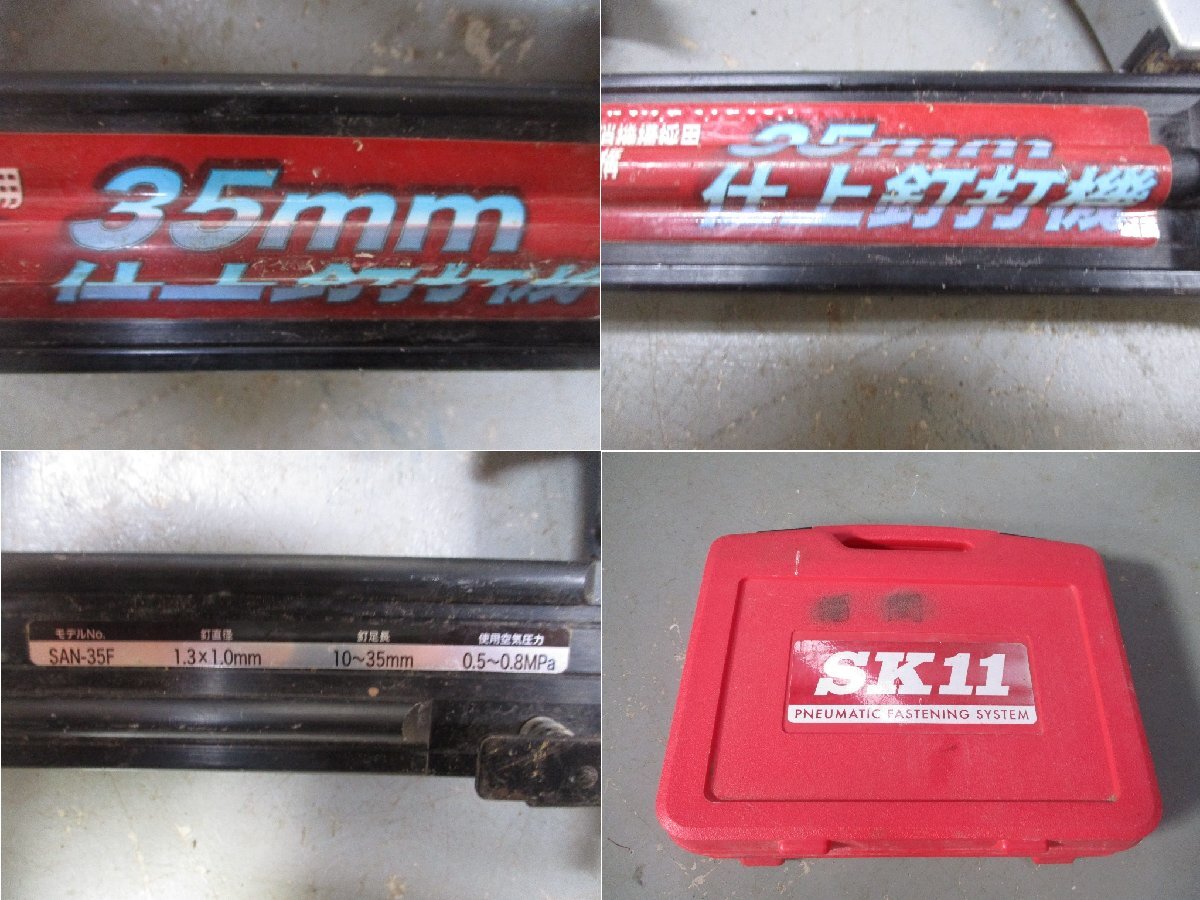 35mm
仕上釘打機
35mm
仕上釘打機
モデルNo. 釘直径 釘足長 使用空気圧力
SAN-35F 1.3×1.0mm 10〜35mm 0.5〜0.8MPa
SK11
PNEUMATIC FASTENING SYSTEM